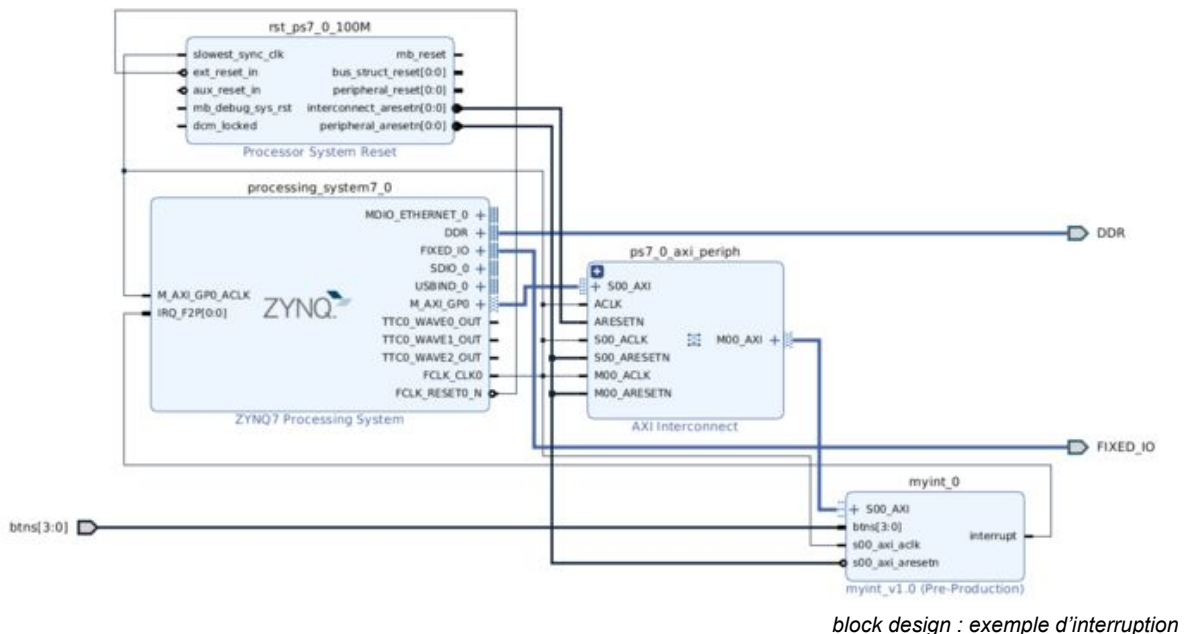 rst_ps7_0_100M
slowest_sync_clk
mb_reset
ext_reset_in
bus_struct_reset[0:0]
aux_reset_in
peripheral_reset[0:0]
mb_debug_sys_rst
interconnect_aresetn[0:0]
dcm_locked
peripheral_aresetn[0:0]
Processor System Reset
processing_system7_0
MDIO_ETHERNET_0
DDR
FIXED_IO
SDIO_0
USBIND_0
M_AXI_GP0
TTC0_WAVE0_OUT
TTC0_WAVE1_OUT
TTC0_WAVE2_OUT
FCLK_CLK0
FCLK_RESET0_N
M_AXI_GP0_ACLK
IRQ_F2P[0:0]
ZYNQ
ZYNQ7 Processing System
ps7_0_axi_periph
S00_AXI
ACLK
ARESETN
S00_ACLK
S00_ARESETN
M00_ACLK
M00_ARESETN
M00_AXI
AXI Interconnect
DDR
FIXED_IO
myint_0
S00_AXI
btns[3:0]
s00_axi_aclk
s00_axi_aresetn
interrupt
myint_v1.0 (Pre-Production)
btns[3:0]
block design : exemple d'interruption